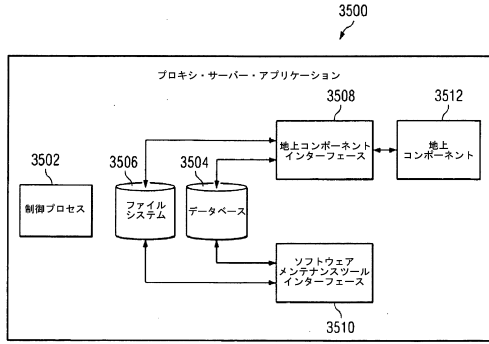 3500
プロキシ・サーバー・アプリケーション
3508
3512
地上コンポーネント
インターフェース
地上
コンポーネント
3502
3506
3504
制御プロセス
ファイル
システム
データベース
ソフトウェア
メンテナンスツール
インターフェース
3510